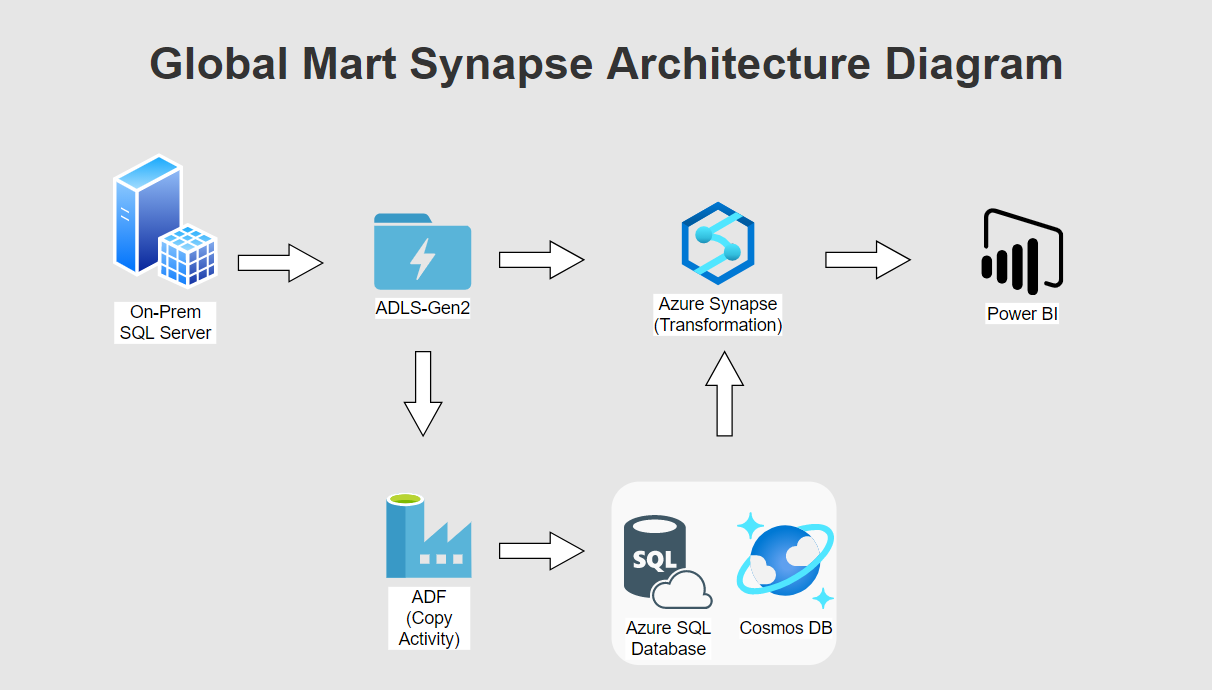 Global Mart Synapse Architecture Diagram
On-Prem
SQL Server
ADLS-Gen2
Azure Synapse
(Transformation)
Power BI
ADF
(Copy
Activity)
SQL
Azure SQL
Database
Cosmos DB